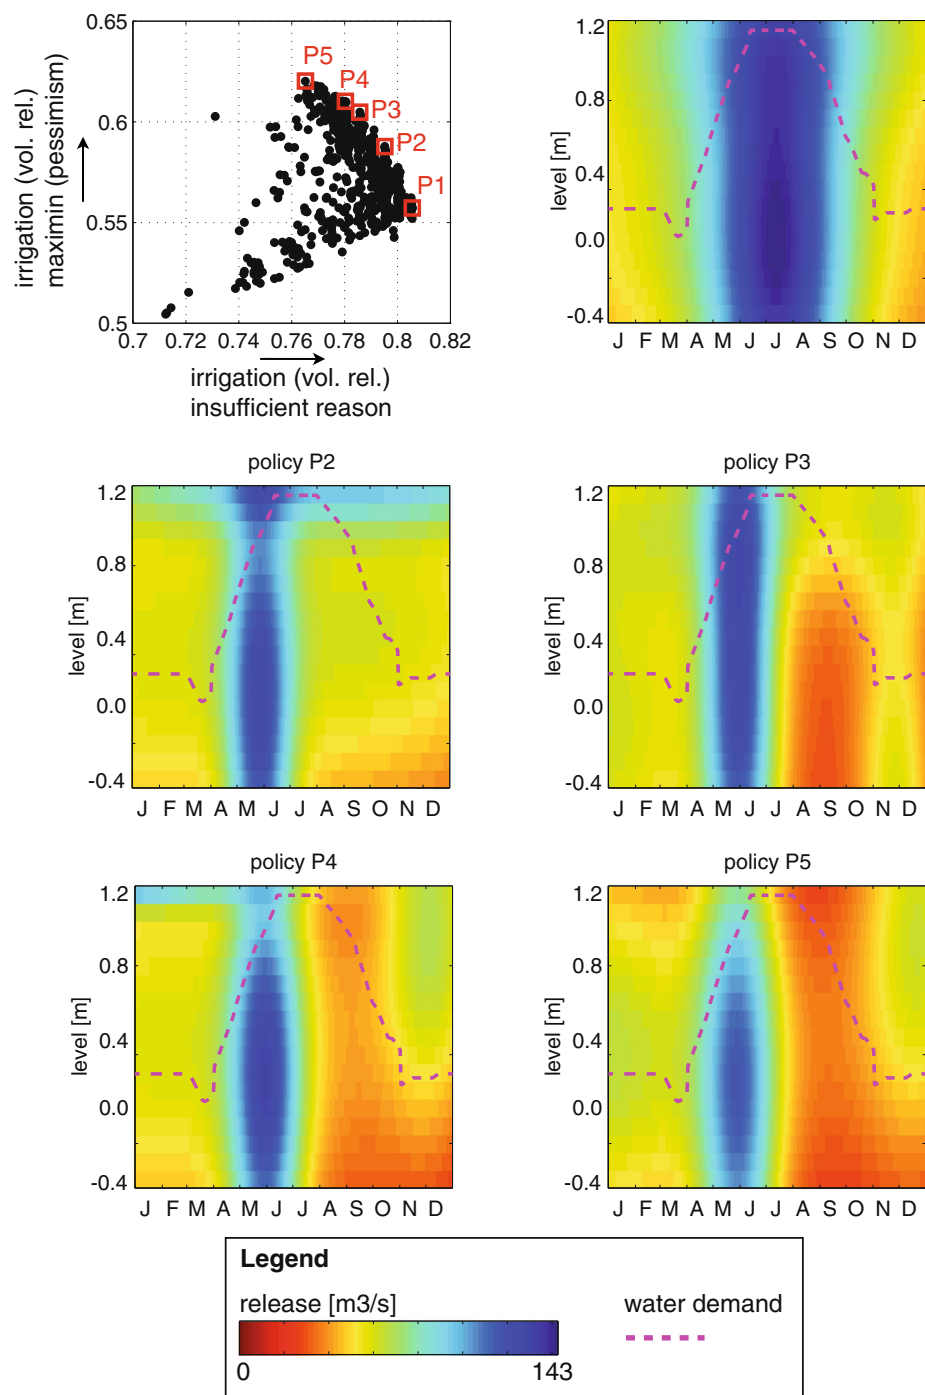 0.65
0.6
0.55
0.5
0.7
0.72
0.74
0.76
0.78
0.8
0.82
P5
P4
P3
P2
P1
irrigation (vol. rel.)
maximin (pessimism)
irrigation (vol. rel.)
insufficient reason
1.2
0.8
0.4
0.0
-0.4
level [m]
J F M A M J J A S O N D
policy P2
1.2
0.8
0.4
0.0
-0.4
level [m]
J F M A M J J A S O N D
policy P3
1.2
0.8
0.4
0.0
-0.4
level [m]
J F M A M J J A S O N D
policy P4
1.2
0.8
0.4
0.0
-0.4
level [m]
J F M A M J J A S O N D
policy P5
1.2
0.8
0.4
0.0
-0.4
level [m]
J F M A M J J A S O N D
Legend
release [m3/s]
water demand
0
143